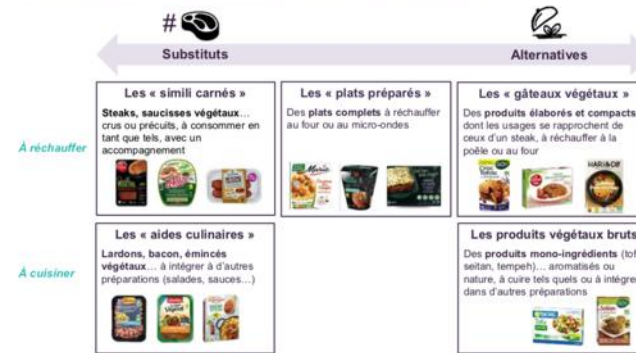 #
Substituts
Alternatives
Les « simili carnés »
Steaks, saucisses végétaux…
crus ou précuits, à consommer en
tant que tels, avec un
accompagnement
Les « plats préparés »
Des plats complets à réchauffer
au four ou au micro-ondes
Marie
Les « gâteaux végétaux »
Des produits élaborés et compacts
dont les usages se rapprochent de
ceux d'un steak, à réchauffer à la
poêle ou au four
HARi&CO
À réchauffer
Les « aides culinaires »
Lardons, bacon, émincés
végétaux… à intégrer à d'autres
préparations (salades, sauces…)
Les produits végétaux bruts
Des produits mono-ingrédients (tof
seitan, tempeh)… aromatisés ou
nature, à cuire tels quels ou à intégrer
dans d'autres préparations
À cuisiner